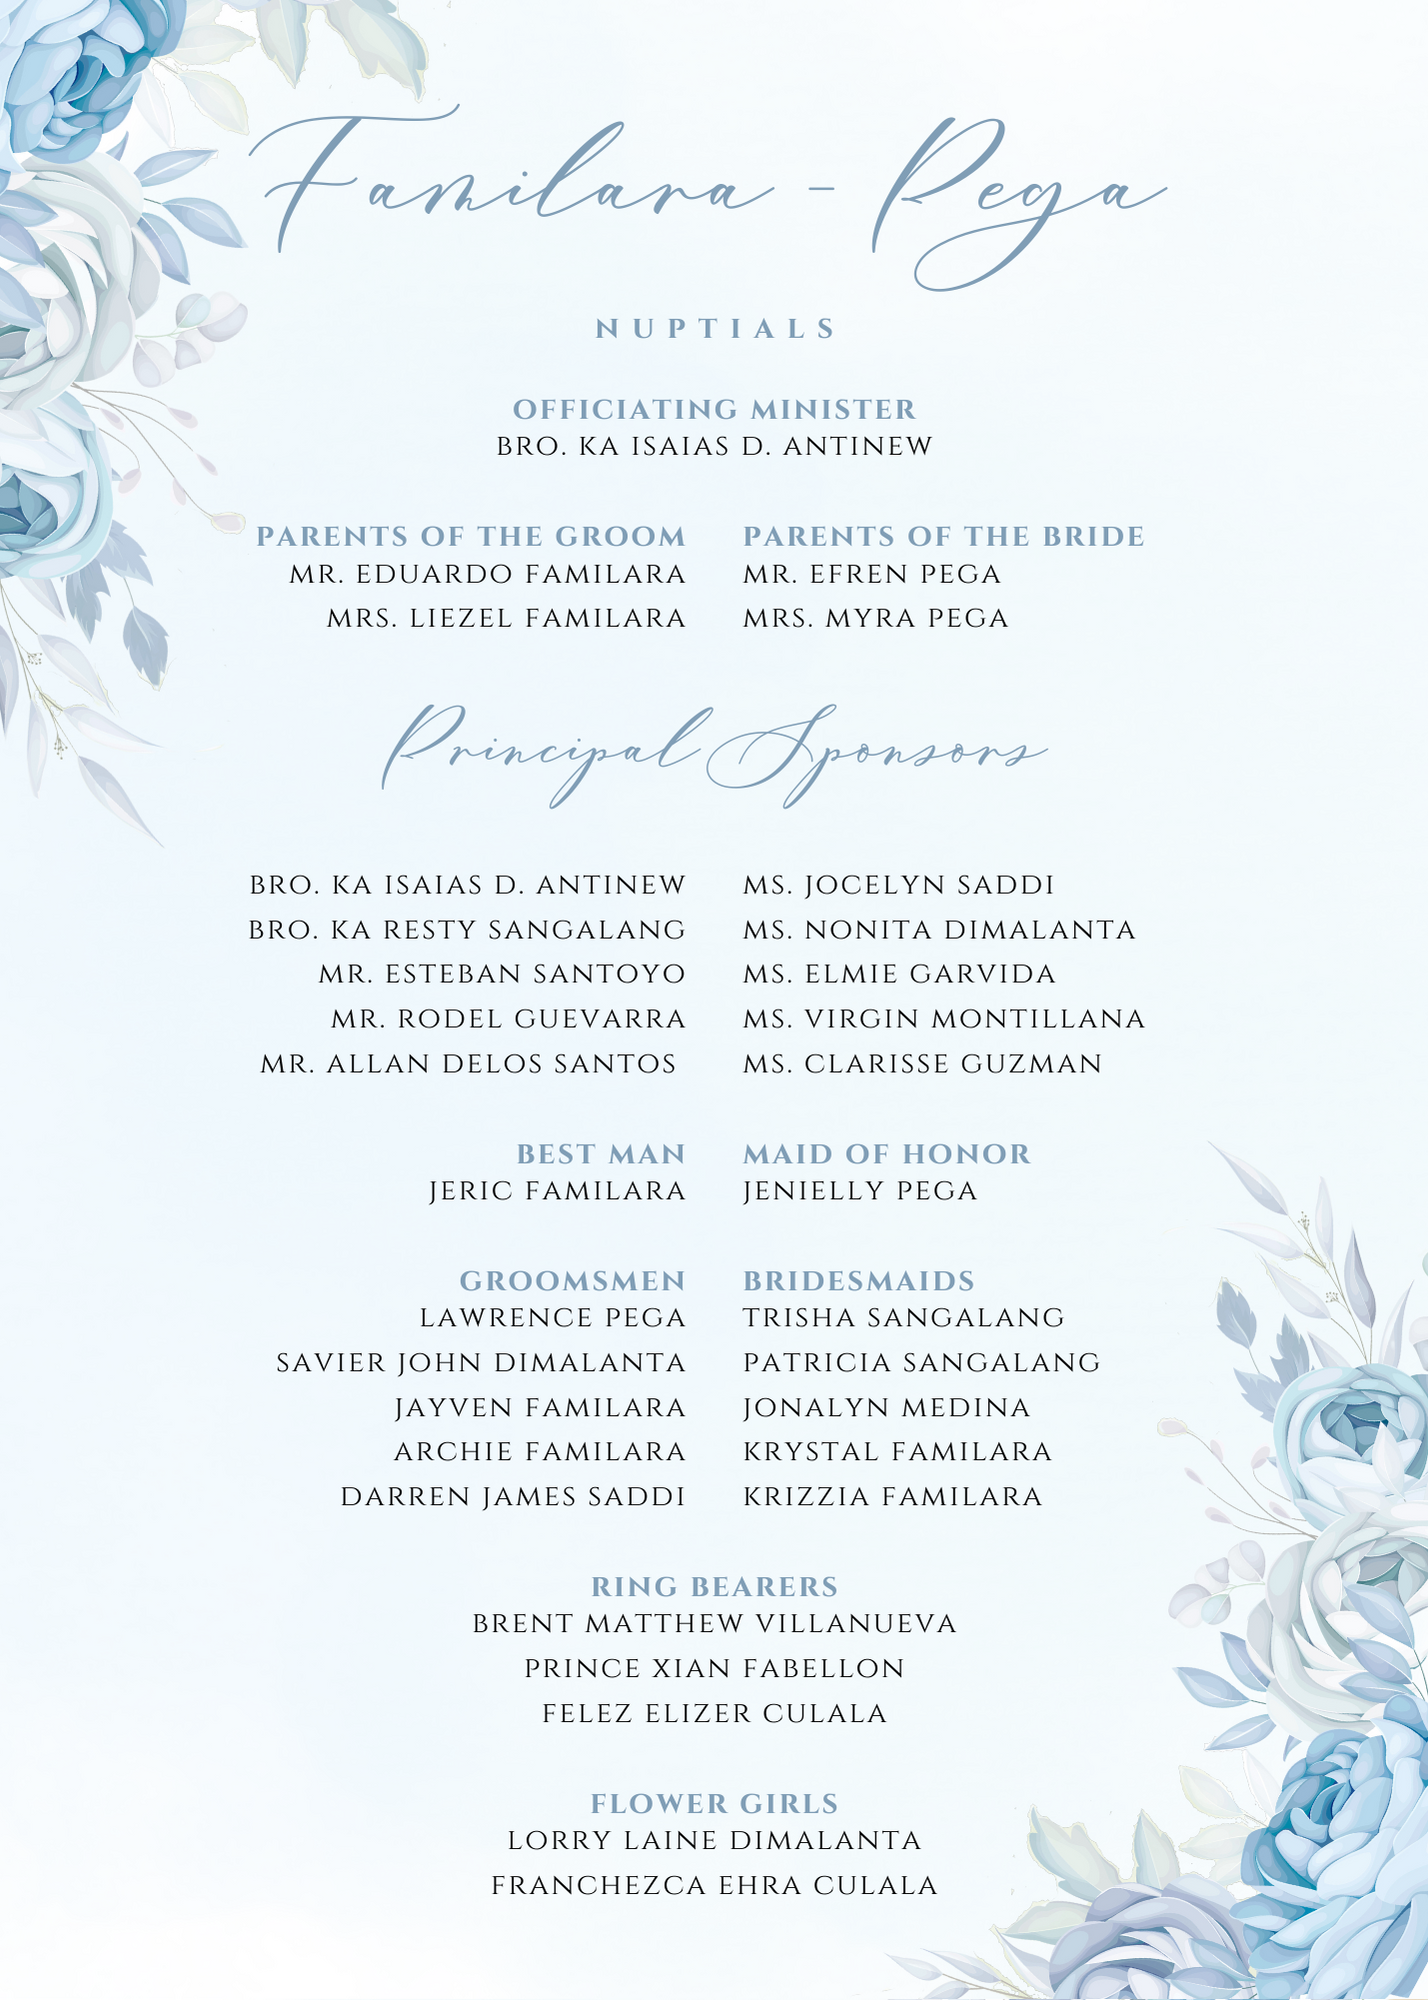 Familara - Pega
NUPTIALS
OFFICIATING MINISTER
BRO. KA ISAIAS D. ANTINEW
PARENTS OF THE GROOM
MR. EDUARDO FAMILARA
MRS. LIEZEL FAMILARA
PARENTS OF THE BRIDE
MR. EFREN PEGA
MRS. MYRA PEGA
Principal Sponsors
BRO. KA ISAIAS D. ANTINEW
BRO. KA RESTY SANGALANG
MR. ESTEBAN SANTOYO
MR. RODEL GUEVARRA
MR. ALLAN DELOS SANTOS
MS. JOCELYN SADDI
MS. NONITA DIMALANTA
MS. ELMIE GARVIDA
MS. VIRGIN MONTILLANA
MS. CLARISSE GUZMAN
BEST MAN
JERIC FAMILARA
MAID OF HONOR
JENIELLY PEGA
GROOMSMEN
LAWRENCE PEGA
SAVIER JOHN DIMALANTA
JAYVEN FAMILARA
ARCHIE FAMILARA
DARREN JAMES SADDI
BRIDESMAIDS
TRISHA SANGALANG
PATRICIA SANGALANG
JONALYN MEDINA
KRYSTAL FAMILARA
KRIZZIA FAMILARA
RING BEARERS
BRENT MATTHEW VILLANUEVA
PRINCE XIAN FABELLON
FELEZ ELIZER CULALA
FLOWER GIRLS
LORRY LAINE DIMALANTA
FRANCHEZCA EHRA CULALA